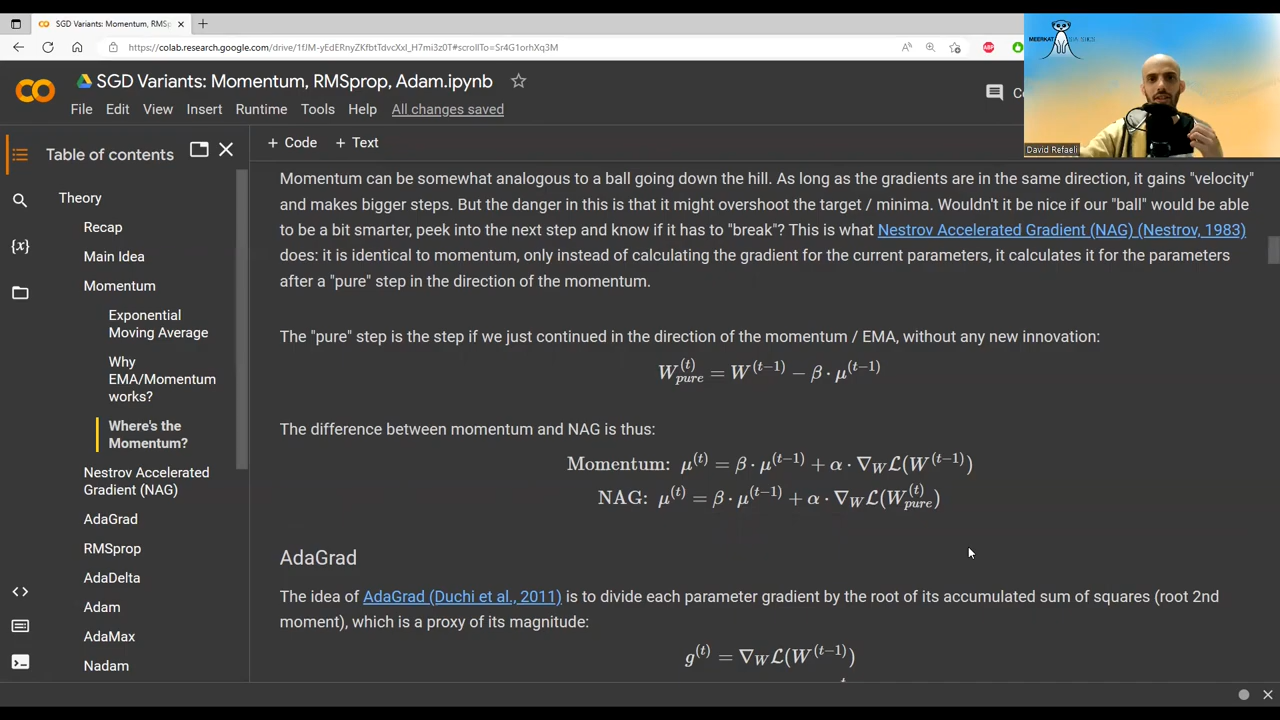 SGD Variants: Momentum, RMSp
https://colab.research.google.com/drive/1fJM-yEdERnyZKfbtTdvcXxl_H7mi3z0T#scrollTo=Sr4G1orhXq3M
MEERKAT
SGD Variants: Momentum, RMSprop, Adam.ipynb
File Edit View Insert Runtime Tools Help All changes saved
David Refaeli
+ Code + Text
Table of contents
Theory
Recap
Main Idea
Momentum
Exponential
Moving Average
Why
EMA/Momentum
works?
Where's the
Momentum?
Nestrov Accelerated
Gradient (NAG)
AdaGrad
RMSprop
AdaDelta
Adam
AdaMax
Nadam
Momentum can be somewhat analogous to a ball going down the hill. As long as the gradients are in the same direction, it gains "velocity"
and makes bigger steps. But the danger in this is that it might overshoot the target / minima. Wouldn't it be nice if our "ball" would be able
to be a bit smarter, peek into the next step and know if it has to "break"? This is what Nestrov Accelerated Gradient (NAG) (Nestrov, 1983)
does: it is identical to momentum, only instead of calculating the gradient for the current parameters, it calculates it for the parameters
after a "pure" step in the direction of the momentum.
The "pure" step is the step if we just continued in the direction of the momentum / EMA, without any new innovation:
W_{pure}^{(t)} = W^{(t−1)} − β · μ^{(t−1)}
The difference between momentum and NAG is thus:
Momentum: μ^{(t)} = β · μ^{(t−1)} + α · ∇_W ℒ(W^{(t−1)})
NAG: μ^{(t)} = β · μ^{(t−1)} + α · ∇_W ℒ(W_{pure}^{(t)})
AdaGrad
The idea of AdaGrad (Duchi et al., 2011) is to divide each parameter gradient by the root of its accumulated sum of squares (root 2nd
moment), which is a proxy of its magnitude:
g^{(t)} = ∇_W ℒ(W^{(t−1)})